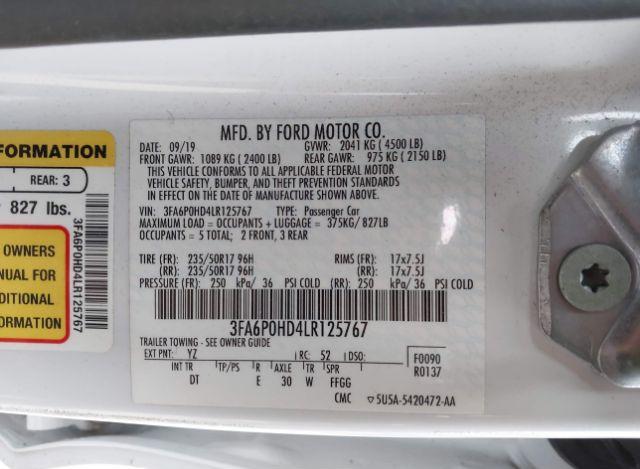 MFD. BY FORD MOTOR CO.
DATE: 09/19 GVWR: 2041 KG ( 4500 LB)
FRONT GAWR: 1089 KG ( 2400 LB) REAR GAWR: 975 KG ( 2150 LB)
THIS VEHICLE CONFORMS TO ALL APPLICABLE FEDERAL MOTOR
VEHICLE SAFETY, BUMPER, AND THEFT PREVENTION STANDARDS
IN EFFECT ON THE DATE OF MANUFACTURE SHOWN ABOVE.
VIN: 3FA6P0HD4LR125767 TYPE: Passenger Car
MAXIMUM LOAD = OCCUPANTS + LUGGAGE = 375KG/ 827LB
OCCUPANTS = 5 TOTAL; 2 FRONT, 3 REAR
TIRE (FR): 235/50R17 96H RIMS (FR): 17x7.5J
(RR): 235/50R17 96H (RR): 17x7.5J
PRESSURE (FR): 250 kPa/ 36 PSI COLD (RR): 250 kPa/ 36 PSI COLD
3FA6P0HD4LR125767
TRAILER TOWING - SEE OWNER GUIDE
EXT PNT: YZ RC: 52 DSO: F0090
INT TR TP/PS R AXLE TR SPR R0137
DT E 30 W FFGG
CMC ▽5U5A-5420472-AA
FORMATION
REAR: 3
827 lbs.
OWNERS
NUAL FOR
DITIONAL
FORMATION
3FA6P0HD4LR125767